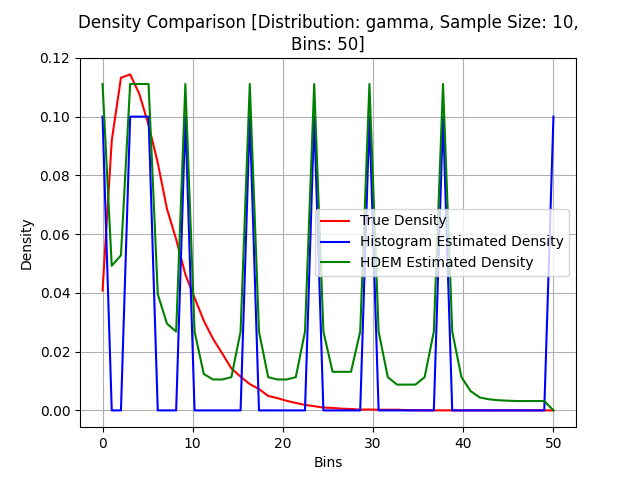 Density Comparison [Distribution: gamma, Sample Size: 10,
Bins: 50]
0.12
0.10
0.08
0.06
0.04
0.02
0.00
Density
True Density
Histogram Estimated Density
HDEM Estimated Density
0 10 20 30 40 50
Bins